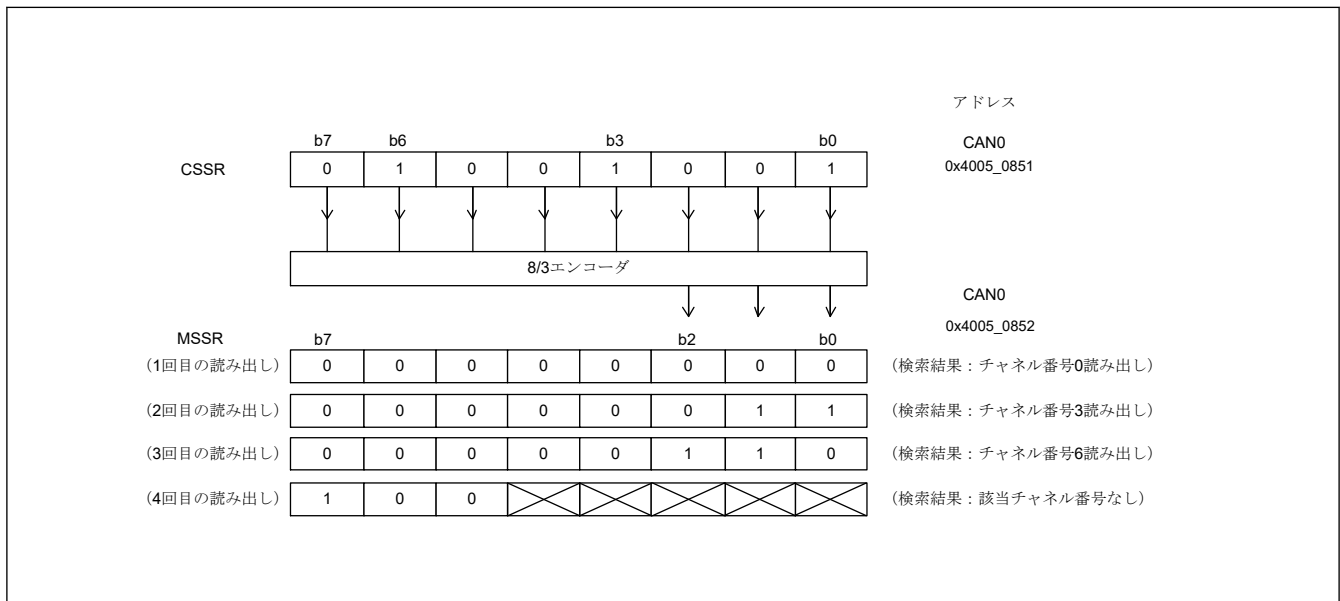 アドレス
b7 b6 b3 b0 CAN0
CSSR 0 1 0 0 1 0 0 1 0x4005_0851
8/3エンコーダ
CAN0
0x4005_0852
MSSR b7 b2 b0
（1回目の読み出し） 0 0 0 0 0 0 0 0 （検索結果：チャネル番号0読み出し）
（2回目の読み出し） 0 0 0 0 0 0 1 1 （検索結果：チャネル番号3読み出し）
（3回目の読み出し） 0 0 0 0 0 1 1 0 （検索結果：チャネル番号6読み出し）
（4回目の読み出し） 1 0 0 （検索結果：該当チャネル番号なし）